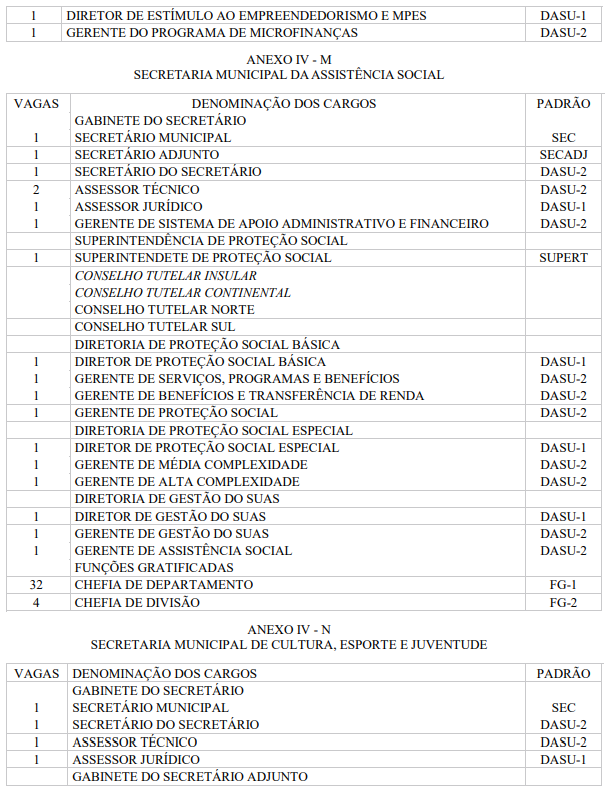 1 DIRETOR DE ESTÍMULO AO EMPREENDEDORISMO E MPES DASU-1
1 GERENTE DO PROGRAMA DE MICROFINANÇAS DASU-2
ANEXO IV - M
SECRETARIA MUNICIPAL DA ASSISTÊNCIA SOCIAL
VAGAS DENOMINAÇÃO DOS CARGOS PADRÃO
GABINETE DO SECRETÁRIO
1 SECRETÁRIO MUNICIPAL SEC
1 SECRETÁRIO ADJUNTO SECADJ
1 SECRETÁRIO DO SECRETÁRIO DASU-2
2 ASSESSOR TÉCNICO DASU-2
1 ASSESSOR JURÍDICO DASU-1
1 GERENTE DE SISTEMA DE APOIO ADMINISTRATIVO E FINANCEIRO DASU-2
SUPERINTENDÊNCIA DE PROTEÇÃO SOCIAL
1 SUPERINTENDETE DE PROTEÇÃO SOCIAL SUPERT
CONSELHO TUTELAR INSULAR
CONSELHO TUTELAR CONTINENTAL
CONSELHO TUTELAR NORTE
CONSELHO TUTELAR SUL
DIRETORIA DE PROTEÇÃO SOCIAL BÁSICA
1 DIRETOR DE PROTEÇÃO SOCIAL BÁSICA DASU-1
1 GERENTE DE SERVIÇOS, PROGRAMAS E BENEFÍCIOS DASU-2
1 GERENTE DE BENEFÍCIOS E TRANSFERÊNCIA DE RENDA DASU-2
1 GERENTE DE PROTEÇÃO SOCIAL DASU-2
DIRETORIA DE PROTEÇÃO SOCIAL ESPECIAL
1 DIRETOR DE PROTEÇÃO SOCIAL ESPECIAL DASU-1
1 GERENTE DE MÉDIA COMPLEXIDADE DASU-2
1 GERENTE DE ALTA COMPLEXIDADE DASU-2
DIRETORIA DE GESTÃO DO SUAS
1 DIRETOR DE GESTÃO DO SUAS DASU-1
1 GERENTE DE GESTÃO DO SUAS DASU-2
1 GERENTE DE ASSISTÊNCIA SOCIAL DASU-2
FUNÇÕES GRATIFICADAS
32 CHEFIA DE DEPARTAMENTO FG-1
4 CHEFIA DE DIVISÃO FG-2
ANEXO IV - N
SECRETARIA MUNICIPAL DE CULTURA, ESPORTE E JUVENTUDE
VAGAS DENOMINAÇÃO DOS CARGOS PADRÃO
GABINETE DO SECRETÁRIO
1 SECRETÁRIO MUNICIPAL SEC
1 SECRETÁRIO DO SECRETÁRIO DASU-2
1 ASSESSOR TÉCNICO DASU-2
1 ASSESSOR JURÍDICO DASU-1
GABINETE DO SECRETÁRIO ADJUNTO